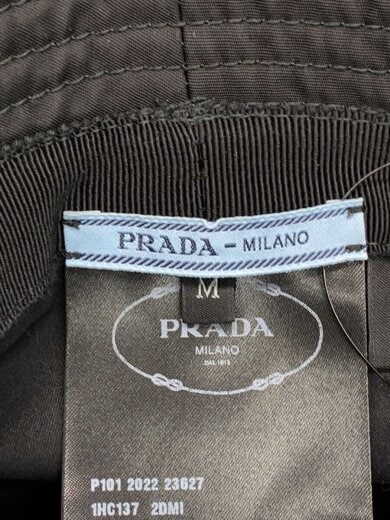 PRADA - MILANO
M
PRADA
MILANO
DAL 1913
P101 2022 23627
1HC137 2DMI